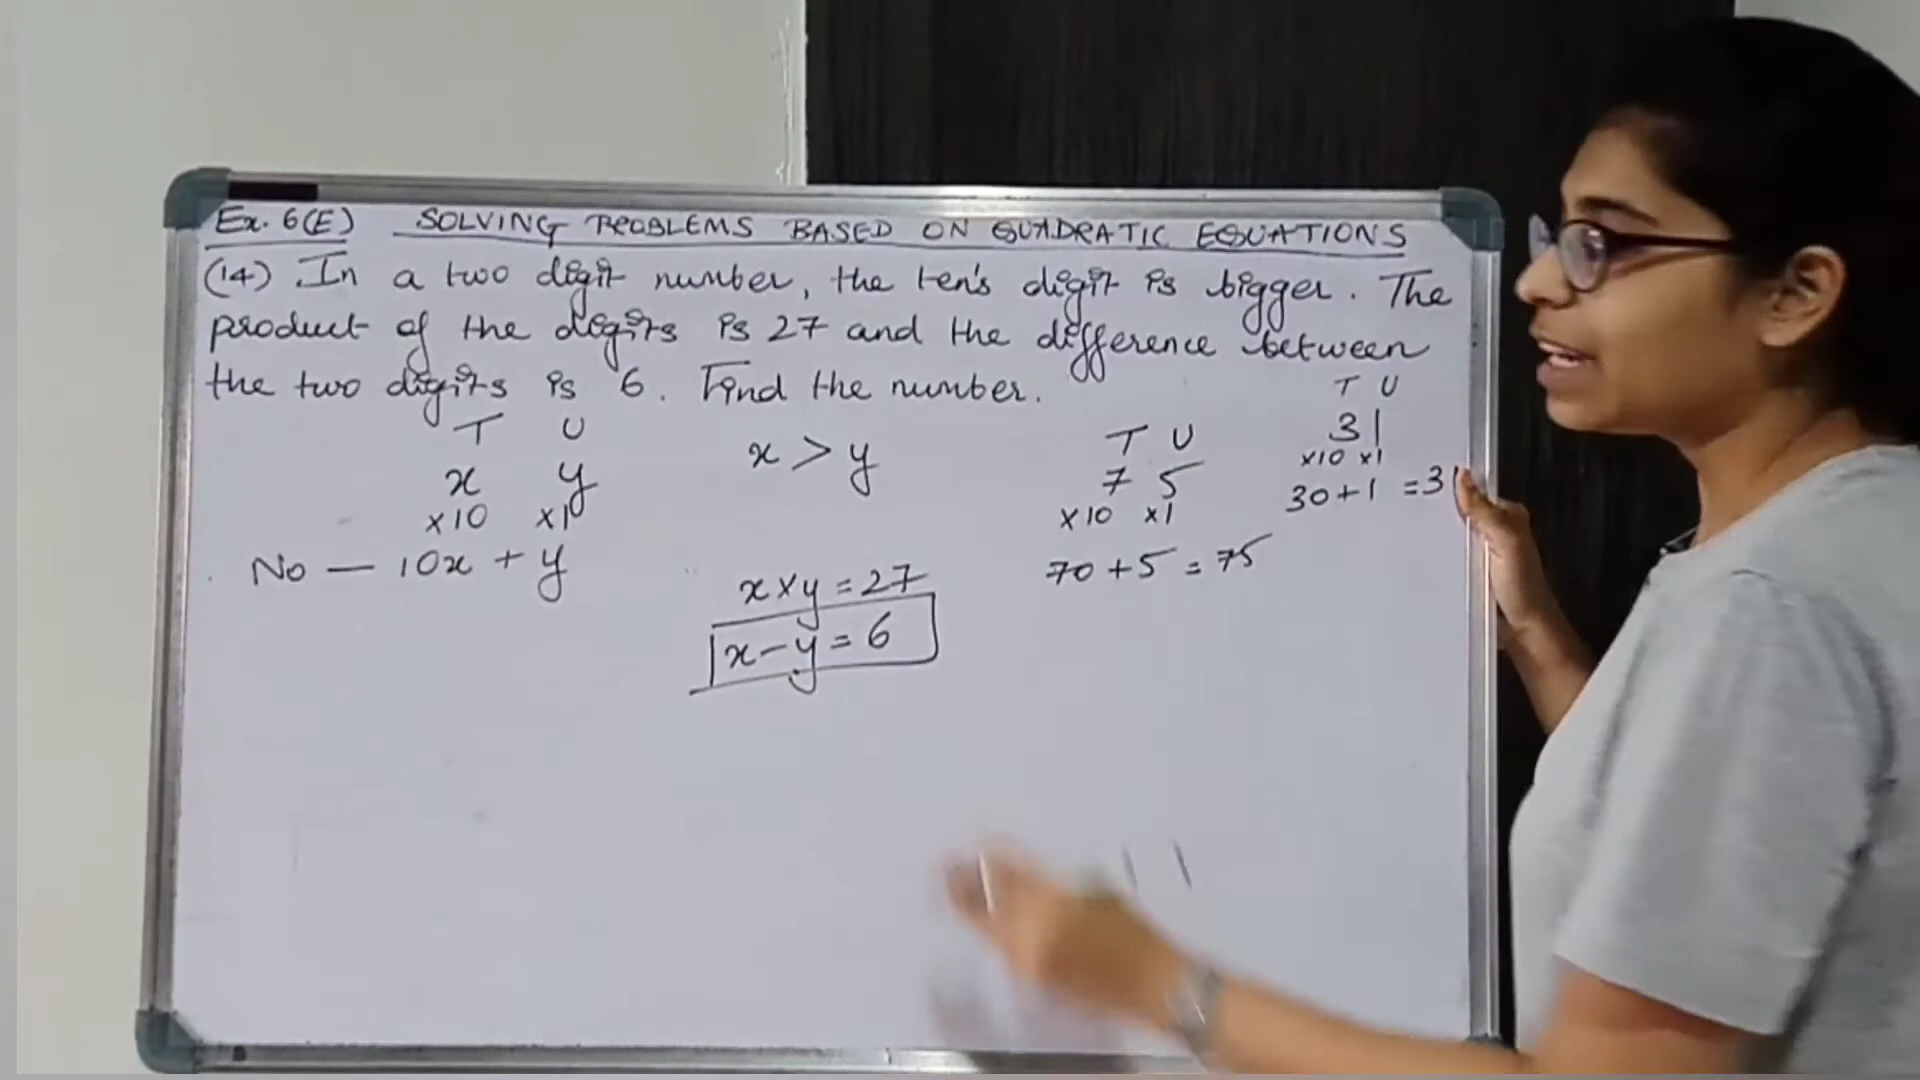 Ex. 6(E) SOLVING PROBLEMS BASED ON QUADRATIC EQUATIONS
(14) In a two digit number, the ten's digit is bigger. The
product of the digits is 27 and the difference between
the two digits is 6. Find the number.
T U
x y
×10 ×1
No — 10x + y
x > y
x×y = 27
x-y = 6
T U
7 5
×10 ×1
70 + 5 = 75
T U
3 1
×10 ×1
30 + 1 = 31